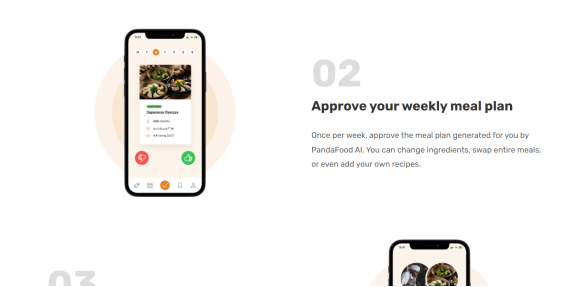 02
Approve your weekly meal plan
Once per week, approve the meal plan generated for you by
PandaFood AI. You can change ingredients, swap entire meals,
or even add your own recipes.
Japanese Gyozas
03